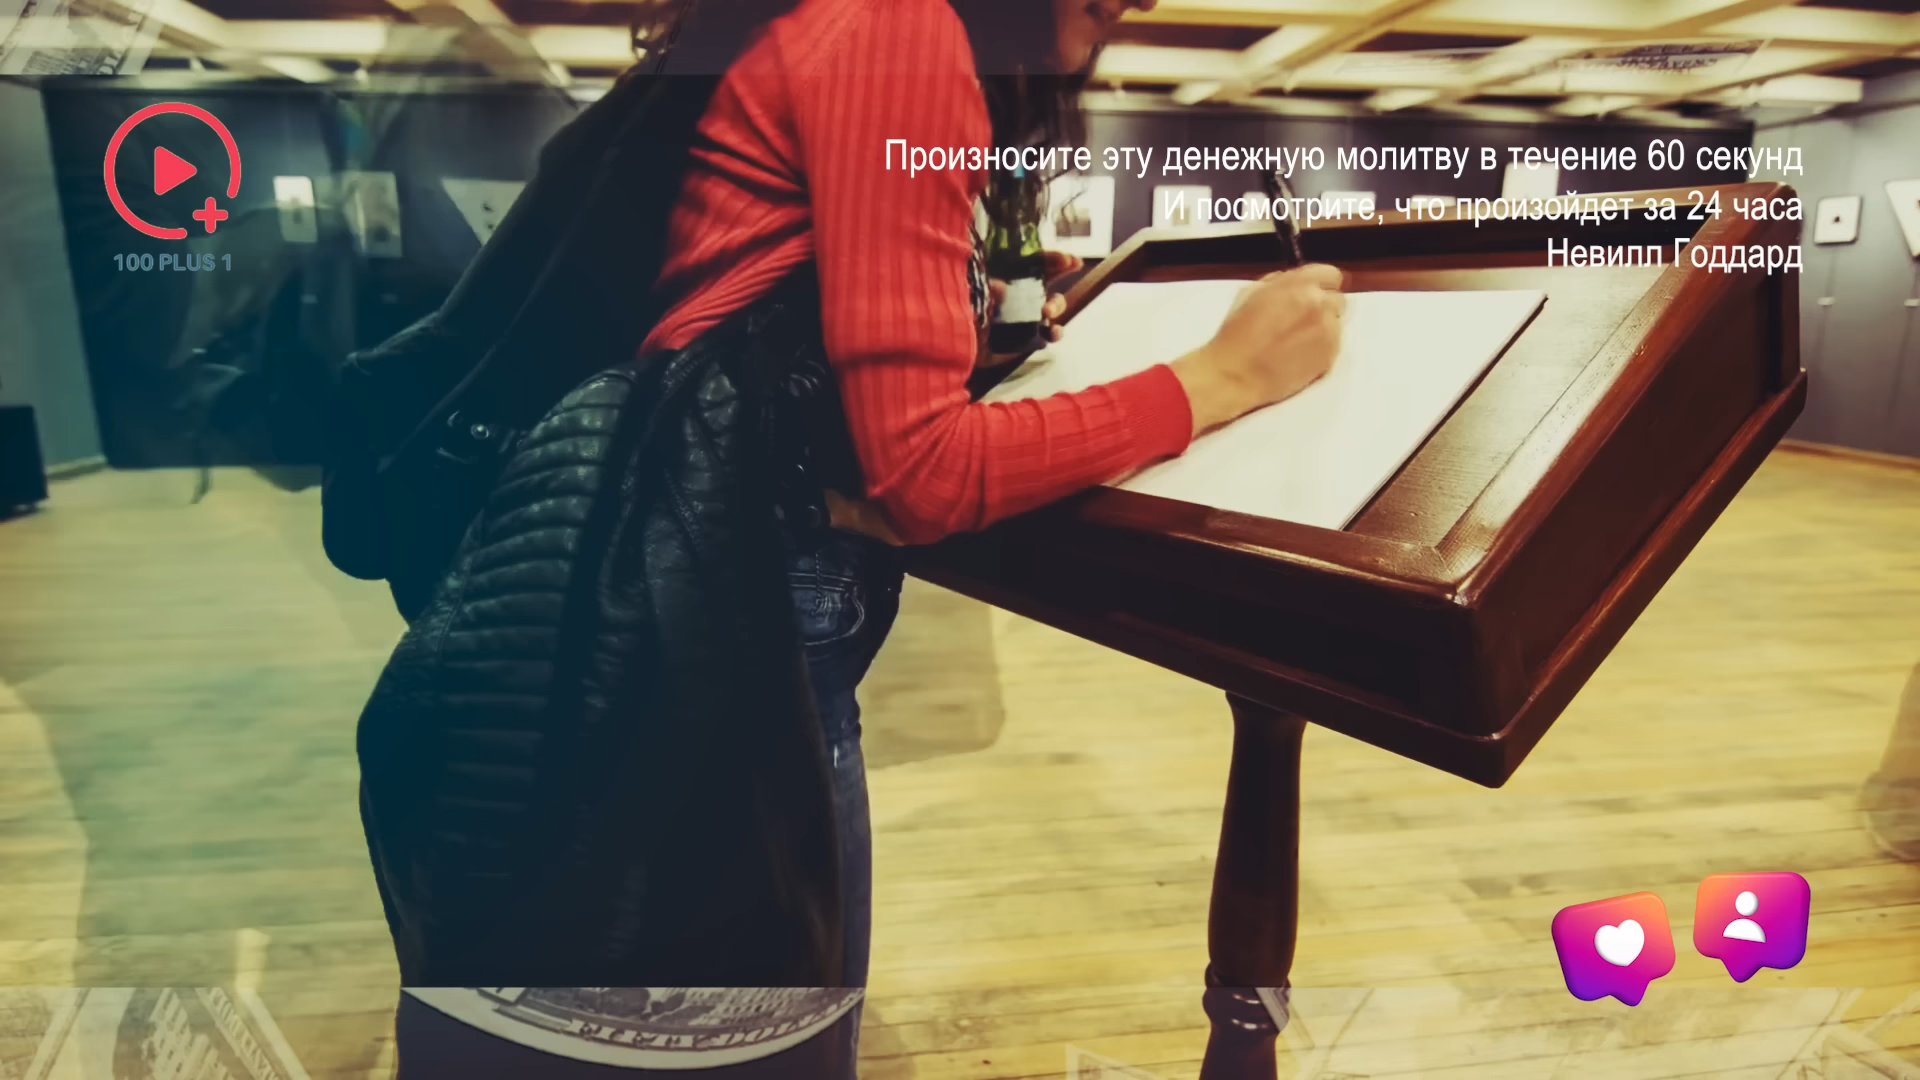 100 PLUS 1
Произносите эту денежную молитву в течение 60 секунд
И посмотрите, что произойдет за 24 часа
Невилл Годдард